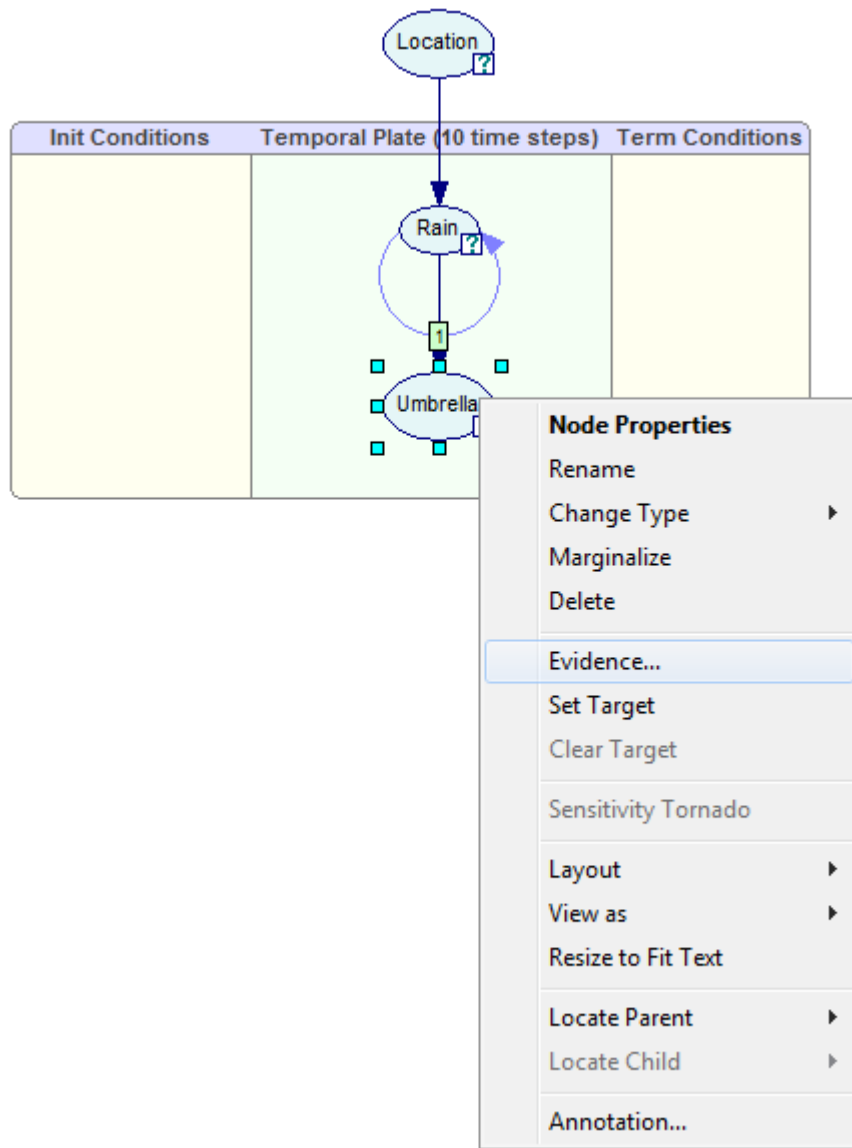 Location
?
Init Conditions
Temporal Plate (10 time steps)
Term Conditions
Rain
?
1
Umbrella
Node Properties
Rename
Change Type
Marginalize
Delete
Evidence...
Set Target
Clear Target
Sensitivity Tornado
Layout
View as
Resize to Fit Text
Locate Parent
Locate Child
Annotation...